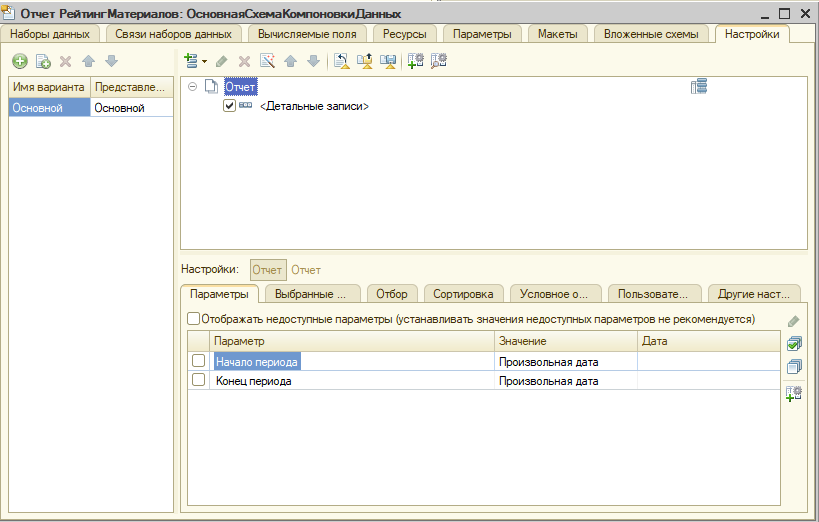 Отчет РейтингМатериалов: ОсновнаяСхемаКомпоновкиДанных
Наборы данных Связи наборов данных Вычисляемые поля Ресурсы Параметры Макеты Вложенные схемы Настройки
Имя варианта Представле...
Основной Основной
Отчет
<Детальные записи>
Настройки: Отчет Отчет
Параметры Выбранные ... Отбор Сортировка Условное о... Пользовате... Другие наст...
Отображать недоступные параметры (устанавливать значения недоступных параметров не рекомендуется)
Параметр Значение Дата
Начало периода Произвольная дата
Конец периода Произвольная дата